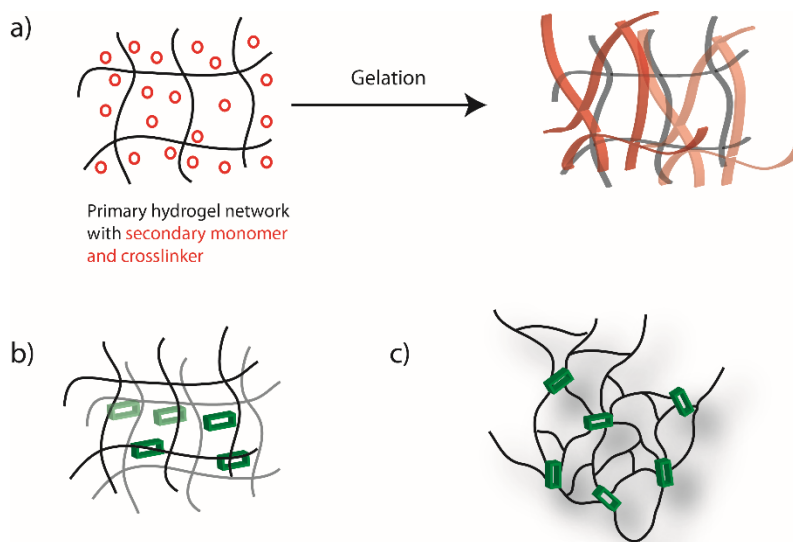 a)
Gelation
Primary hydrogel network
with secondary monomer
and crosslinker
b)
c)